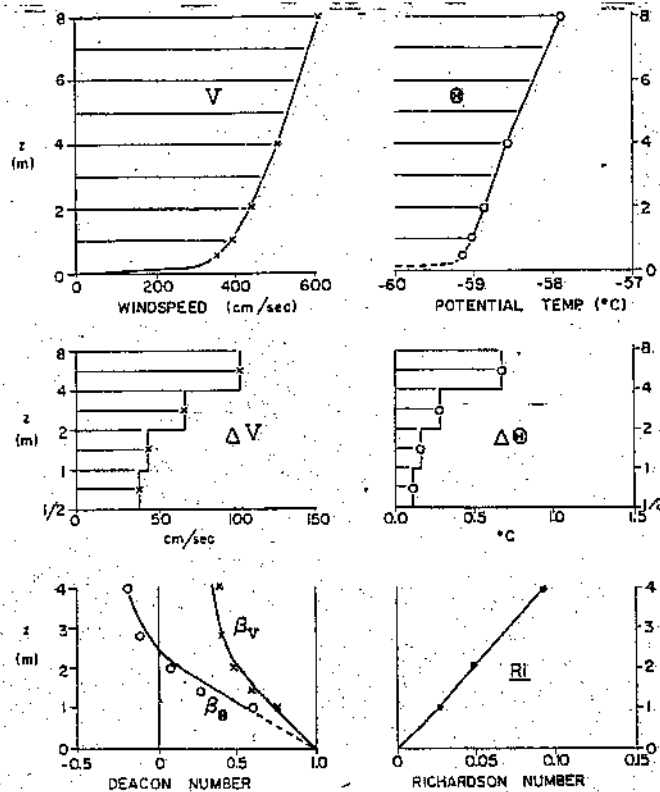 8 8
6 6
z V Θ
(m)
4 4
2 2
0 0
0 200 400 600 -60 -59 -58 -57
WINDSPEED (cm/sec) POTENTIAL TEMP. (°C)
8 8
4 4
z
(m)
2 ΔV ΔΘ 2
1 1
1/2 1/2
0 50 100 150 0.0 0.5 1.0 1.5
cm/sec °C
4 4
z βV
3 3
(m)
2 Ri 2
βΘ
1 1
0 0
-0.5 0 0.5 1.0 0 0.05 0.10 0.15
DEACON NUMBER RICHARDSON NUMBER